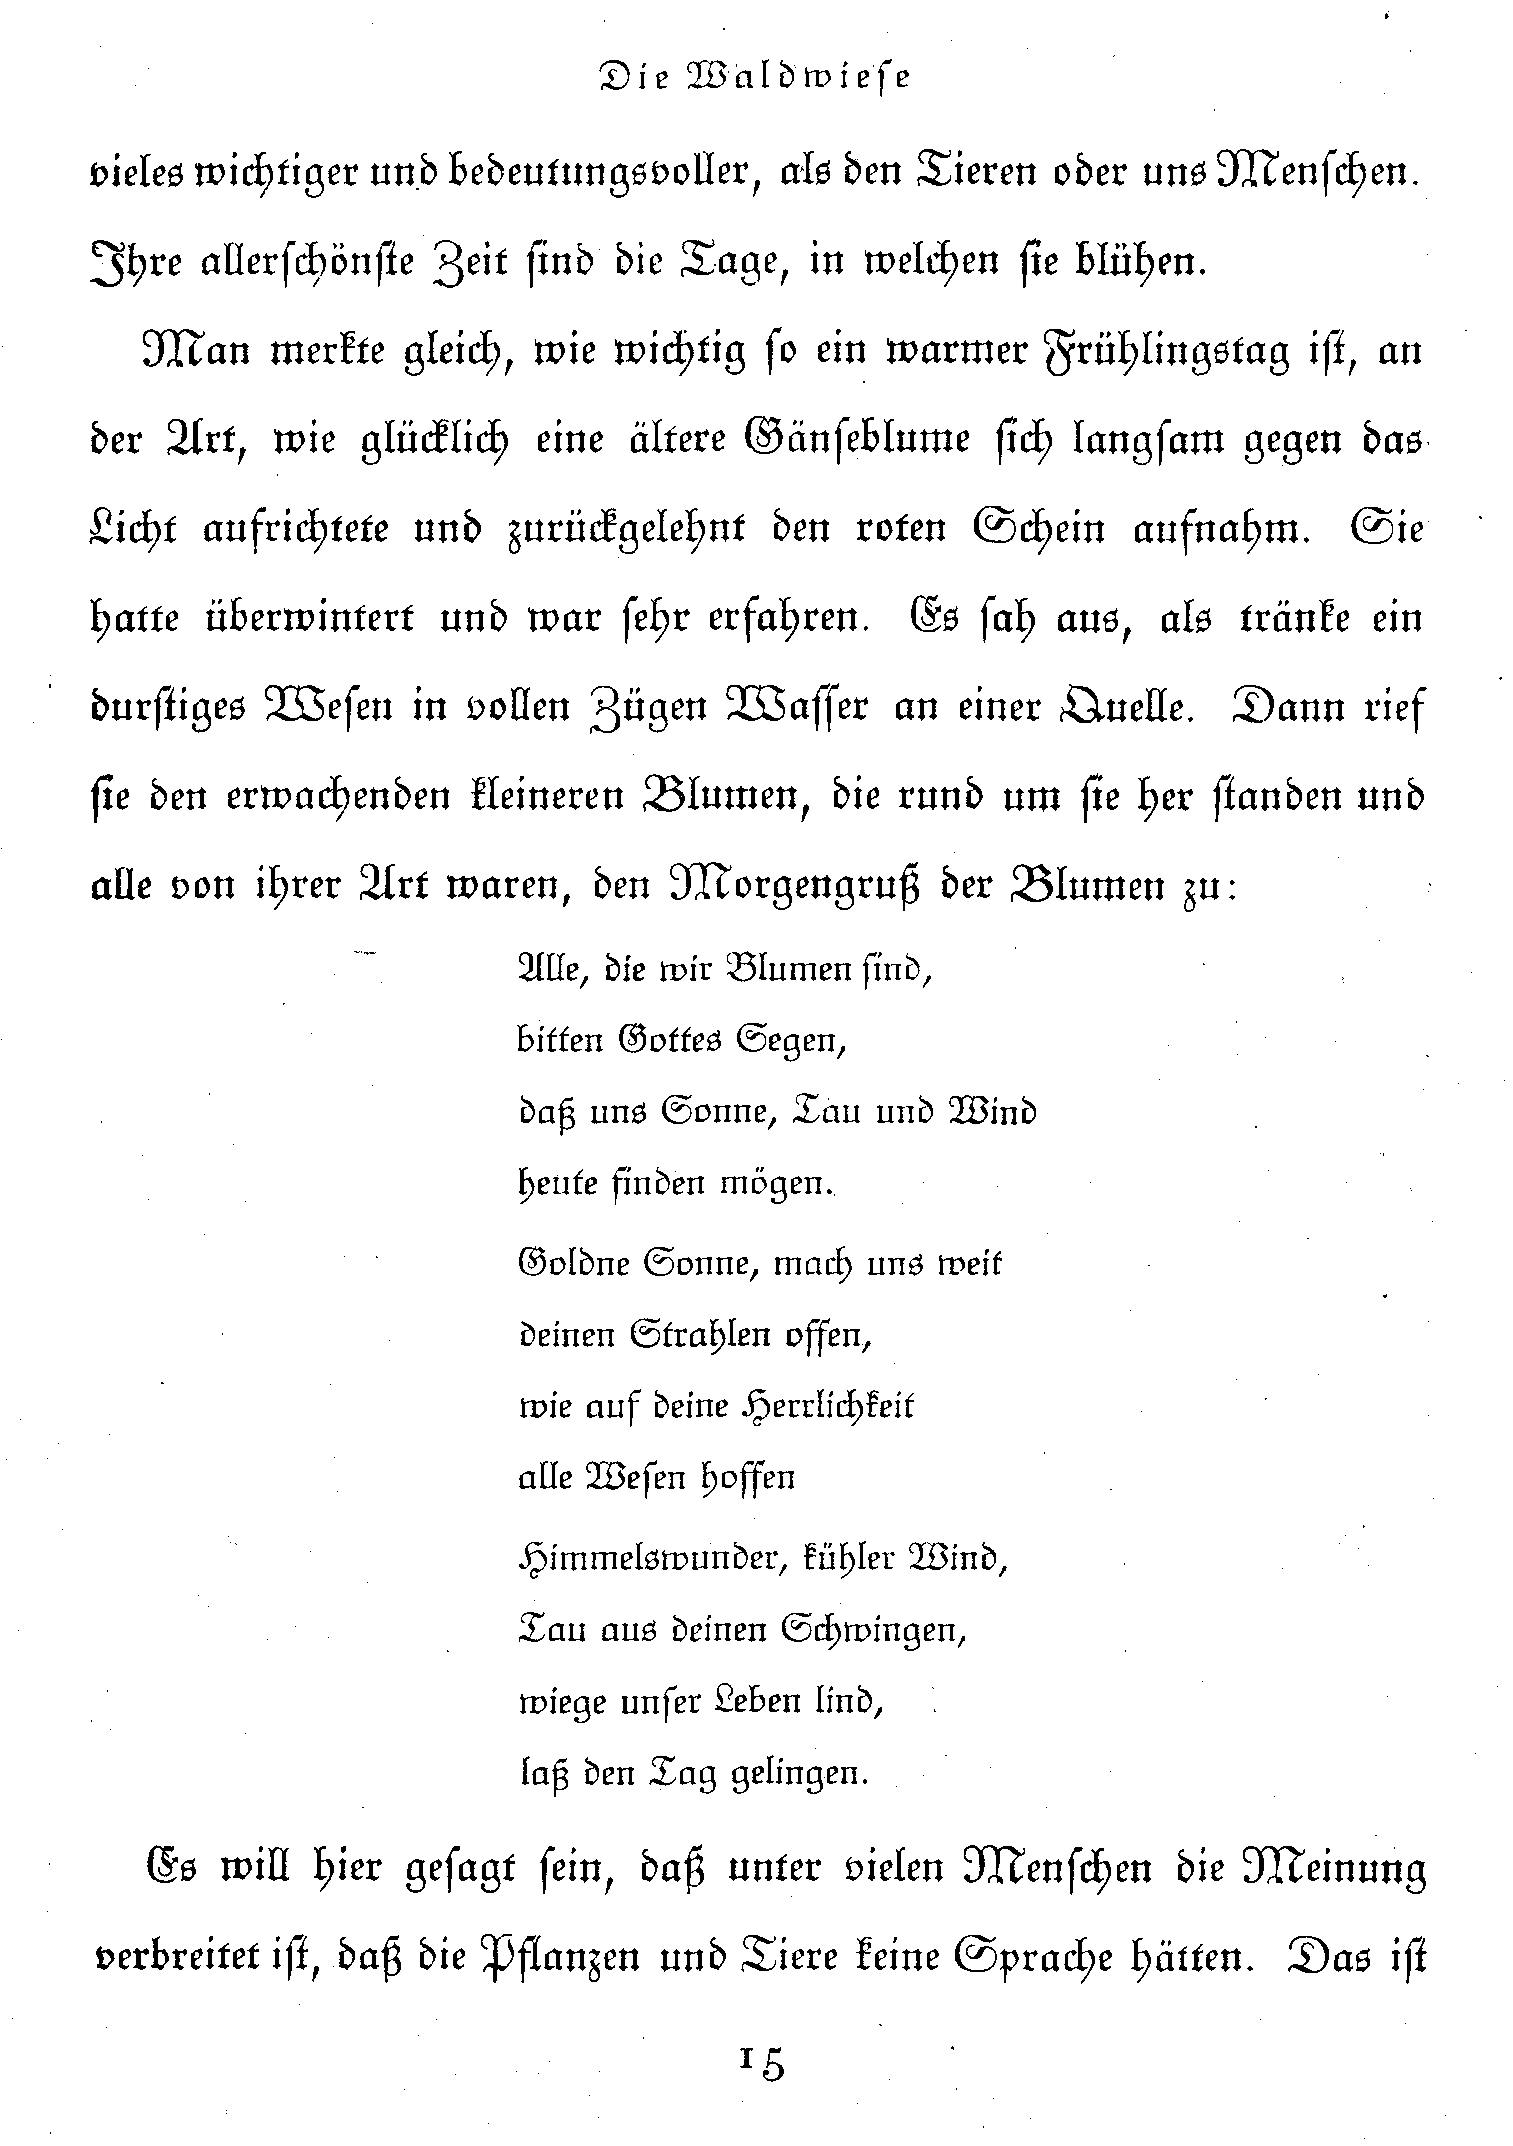 Die Waldwiese
vieles wichtiger und bedeutungsvoller, als den Tieren oder uns Menschen.
Ihre allerschönste Zeit sind die Tage, in welchen sie blühen.
Man merkte gleich, wie wichtig so ein warmer Frühlingstag ist, an
der Art, wie glücklich eine ältere Gänseblume sich langsam gegen das
Licht aufrichtete und zurückgelehnt den roten Schein aufnahm. Sie
hatte überwintert und war sehr erfahren. Es sah aus, als tränke ein
durstiges Wesen in vollen Zügen Wasser an einer Quelle. Dann rief
sie den erwachenden kleineren Blumen, die rund um sie her standen und
alle von ihrer Art waren, den Morgengruß der Blumen zu:
Alle, die wir Blumen sind,
bitten Gottes Segen,
daß uns Sonne, Tau und Wind
heute finden mögen.
Goldne Sonne, mach uns weit
deinen Strahlen offen,
wie auf deine Herrlichkeit
alle Wesen hoffen
Himmelswunder, kühler Wind,
Tau aus deinen Schwingen,
wiege unser Leben lind,
laß den Tag gelingen.
Es will hier gesagt sein, daß unter vielen Menschen die Meinung
verbreitet ist, daß die Pflanzen und Tiere keine Sprache hätten. Das ist
15